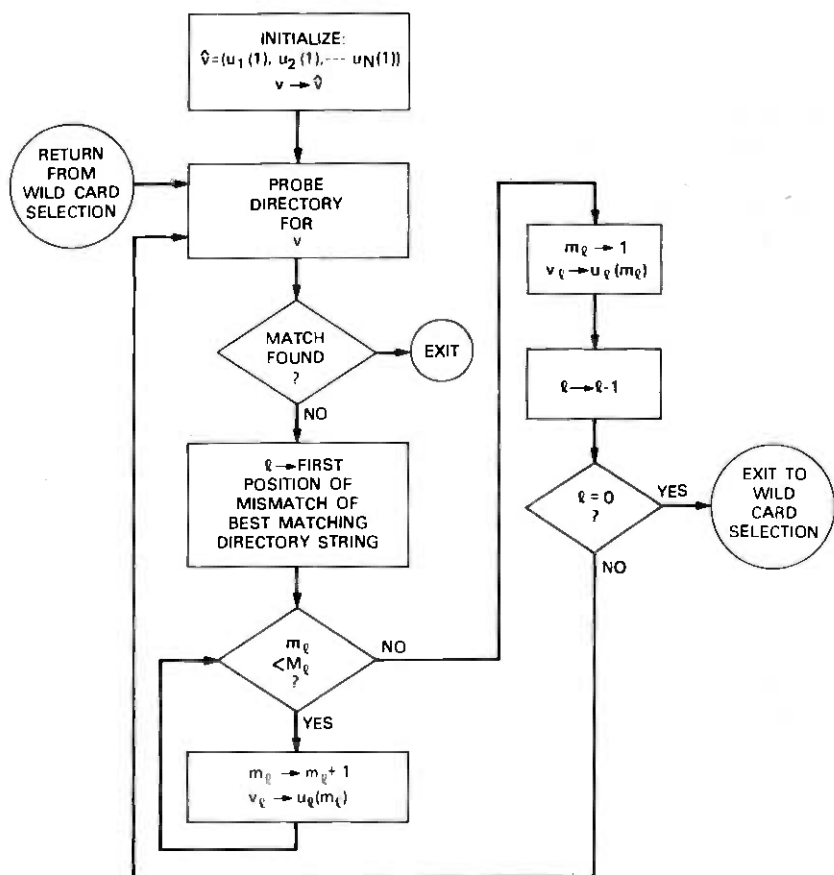 INITIALIZE:
v̂=(u₁(1), u₂(1),--- uN(1))
v → v̂
RETURN
FROM
WILD CARD
SELECTION
PROBE
DIRECTORY
FOR
v
MATCH
FOUND
?
EXIT
NO
ℓ→FIRST
POSITION OF
MISMATCH OF
BEST MATCHING
DIRECTORY STRING
mℓ
<Mℓ
?
NO
YES
mℓ → mℓ+ 1
vℓ → uℓ(mℓ)
mℓ → 1
vℓ → uℓ(mℓ)
ℓ → ℓ-1
ℓ = 0
?
YES
NO
EXIT TO
WILD
CARD
SELECTION